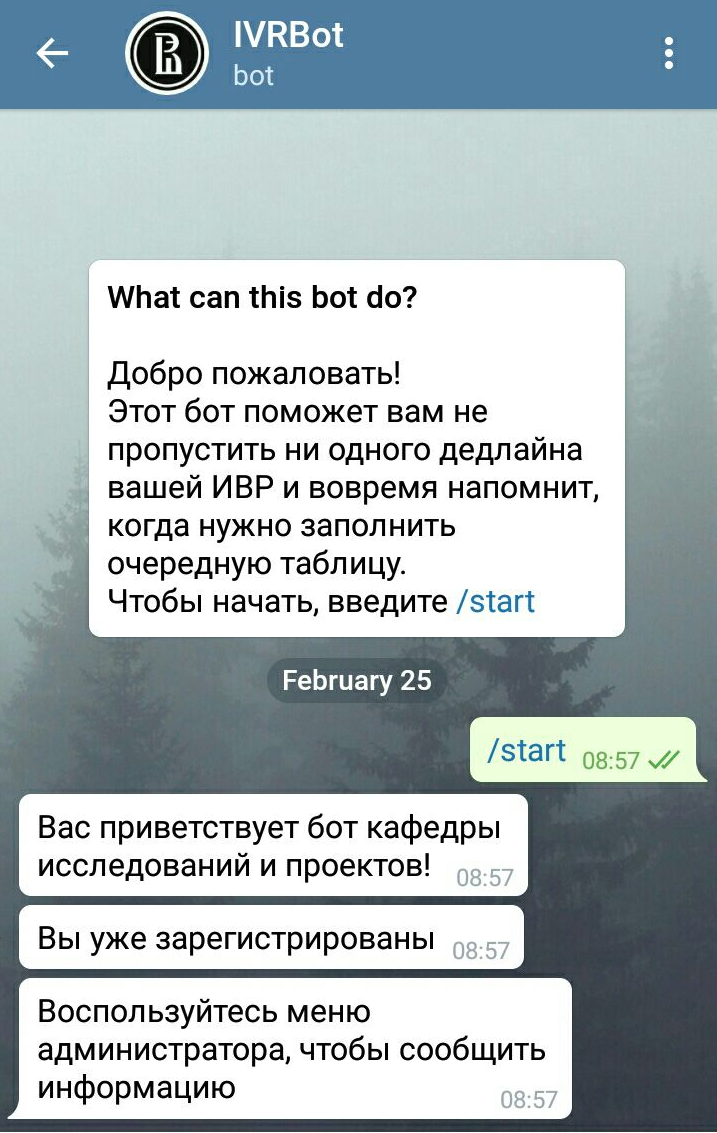 IVRBot
bot
What can this bot do?
Добро пожаловать!
Этот бот поможет вам не
пропустить ни одного дедлайна
вашей ИВР и вовремя напомнит,
когда нужно заполнить
очередную таблицу.
Чтобы начать, введите /start
February 25
/start 08:57
Вас приветствует бот кафедры
исследований и проектов! 08:57
Вы уже зарегистрированы 08:57
Воспользуйтесь меню
администратора, чтобы сообщить
информацию 08:57